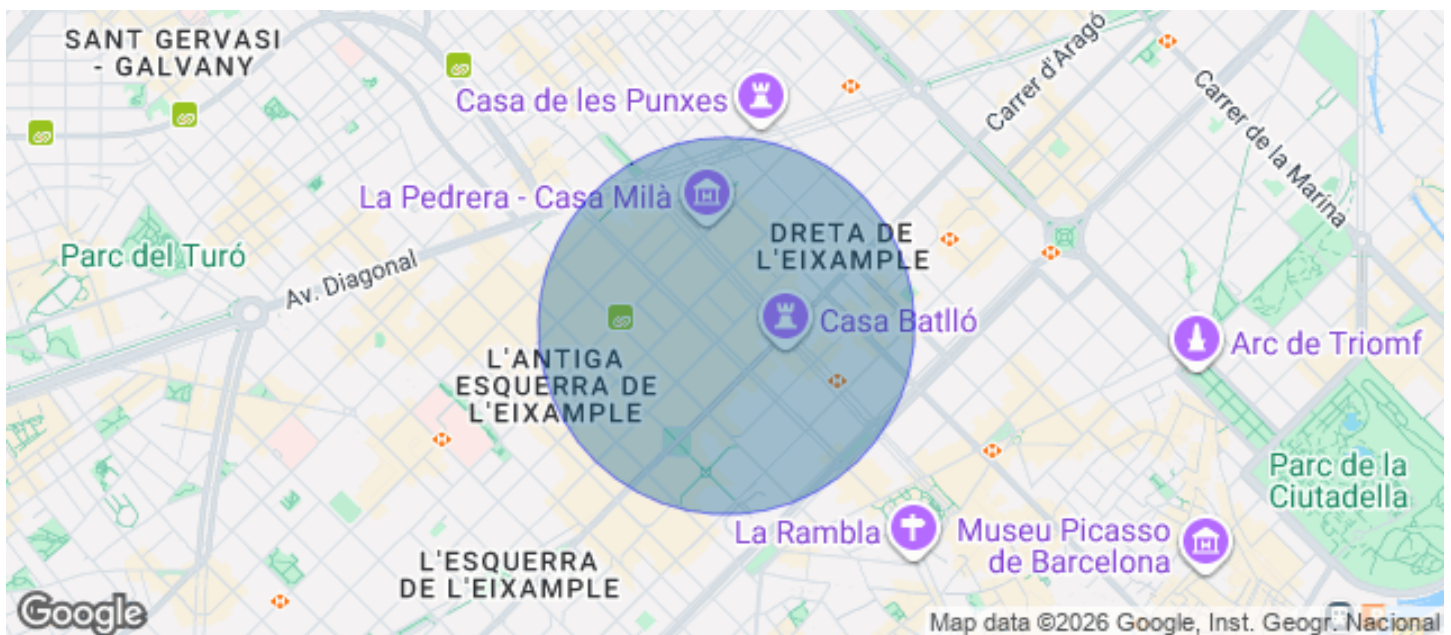 SANT GERVASI
- GALVANY
Casa de les Punxes
Carrer d'Aragó
Carrer de la Marina
La Pedrera - Casa Milà
DRETA DE
L'EIXAMPLE
Parc del Turó
Av. Diagonal
Casa Batlló
Arc de Triomf
L'ANTIGA
ESQUERRA DE
L'EIXAMPLE
Parc de la
Ciutadella
La Rambla
Museu Picasso
de Barcelona
L'ESQUERRA
DE L'EIXAMPLE
Google
Map data ©2026 Google, Inst. Geogr. Nacional